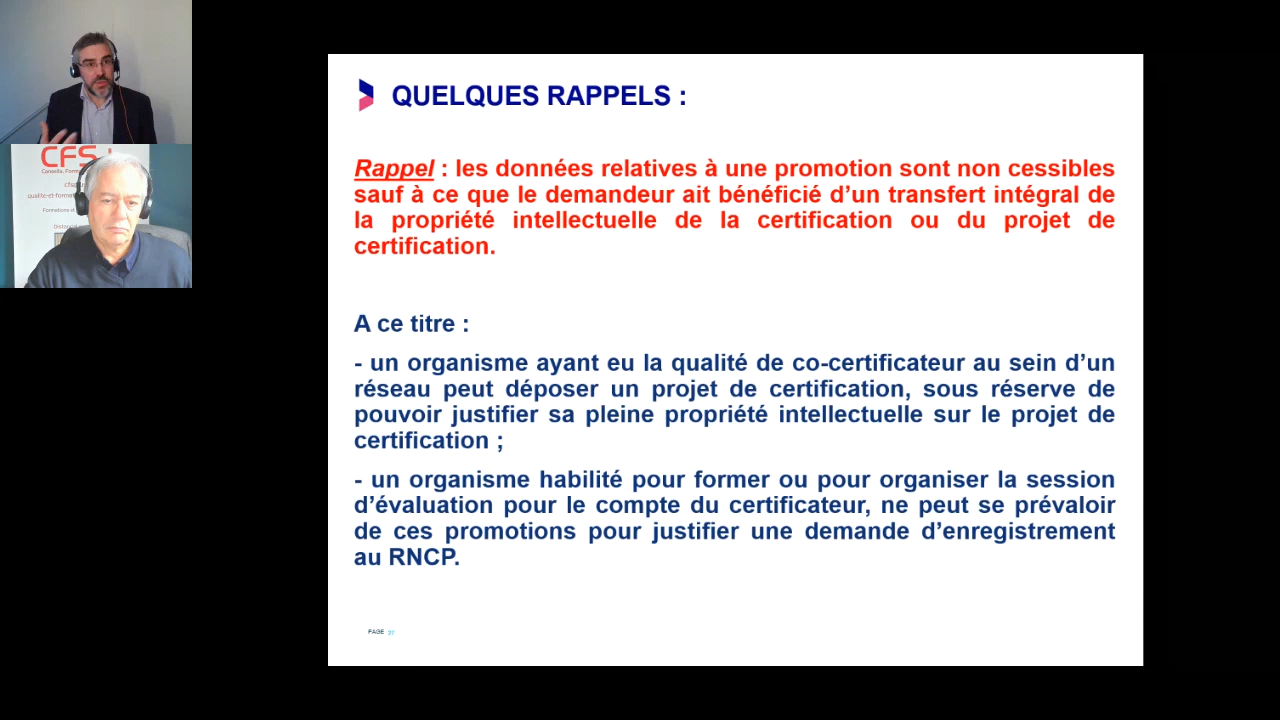 CFS
QUELQUES RAPPELS :
Rappel : les données relatives à une promotion sont non cessibles
sauf à ce que le demandeur ait bénéficié d’un transfert intégral de
la propriété intellectuelle de la certification ou du projet de
certification.
A ce titre :
- un organisme ayant eu la qualité de co-certificateur au sein d’un
réseau peut déposer un projet de certification, sous réserve de
pouvoir justifier sa pleine propriété intellectuelle sur le projet de
certification ;
- un organisme habilité pour former ou pour organiser la session
d’évaluation pour le compte du certificateur, ne peut se prévaloir
de ces promotions pour justifier une demande d’enregistrement
au RNCP.
PAGE